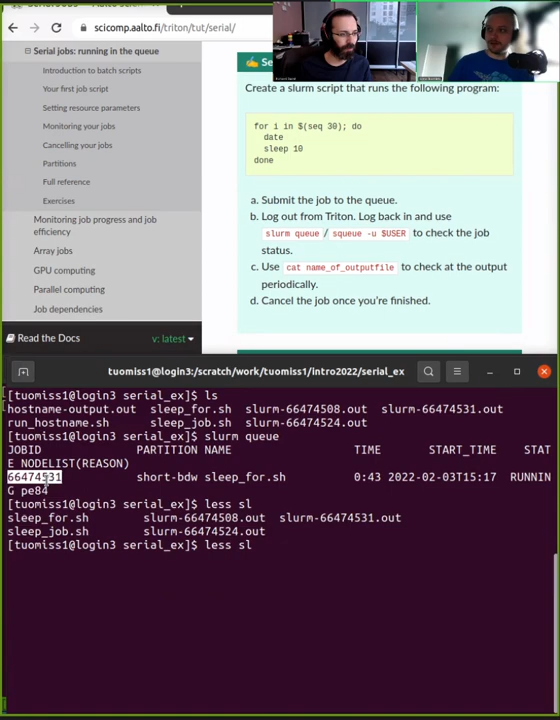 scicomp.aalto.fi/triton/tut/serial/
Serial jobs: running in the queue
Introduction to batch scripts
Your first job script
Setting resource parameters
Monitoring your jobs
Cancelling your jobs
Partitions
Full reference
Exercises
Monitoring job progress and job
efficiency
Array jobs
GPU computing
Parallel computing
Job dependencies
Read the Docs
v: latest
Create a slurm script that runs the following program:
for i in $(seq 30); do
date
sleep 10
done
a. Submit the job to the queue.
b. Log out from Triton. Log back in and use
slurm queue / squeue -u $USER to check the job
status.
c. Use cat name_of_outputfile to check at the output
periodically.
d. Cancel the job once you're finished.
tuomiss1@login3:/scratch/work/tuomiss1/intro2022/serial_ex
[tuomiss1@login3 serial_ex]$ ls
hostname-output.out sleep_for.sh slurm-66474508.out slurm-66474531.out
run_hostname.sh sleep_job.sh slurm-66474524.out
[tuomiss1@login3 serial_ex]$ slurm queue
JOBID PARTITION NAME TIME START_TIME STAT
E NODELIST(REASON)
66474531 short-bdw sleep_for.sh 0:43 2022-02-03T15:17 RUNNIN
G pe84
[tuomiss1@login3 serial_ex]$ less sl
sleep_for.sh slurm-66474508.out slurm-66474531.out
sleep_job.sh slurm-66474524.out
[tuomiss1@login3 serial_ex]$ less sl